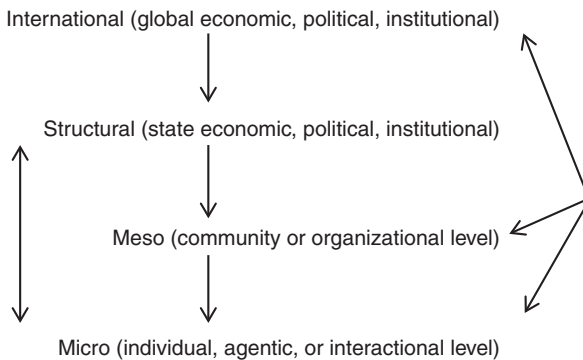 International (global economic, political, institutional)
Structural (state economic, political, institutional)
Meso (community or organizational level)
Micro (individual, agentic, or interactional level)